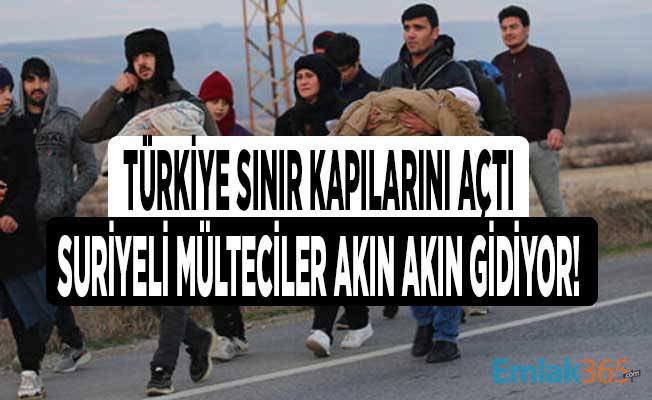 TÜRKİYE SINIR KAPILARINI AÇTI
SURİYELİ MÜLTECİLER AKIN AKIN GİDİYOR!
Emlak365.com